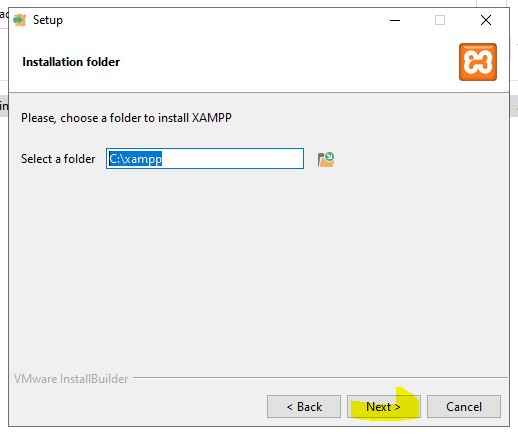 Setup
Installation folder
Please, choose a folder to install XAMPP
Select a folder C:\xampp
VMware InstallBuilder
< Back Next > Cancel